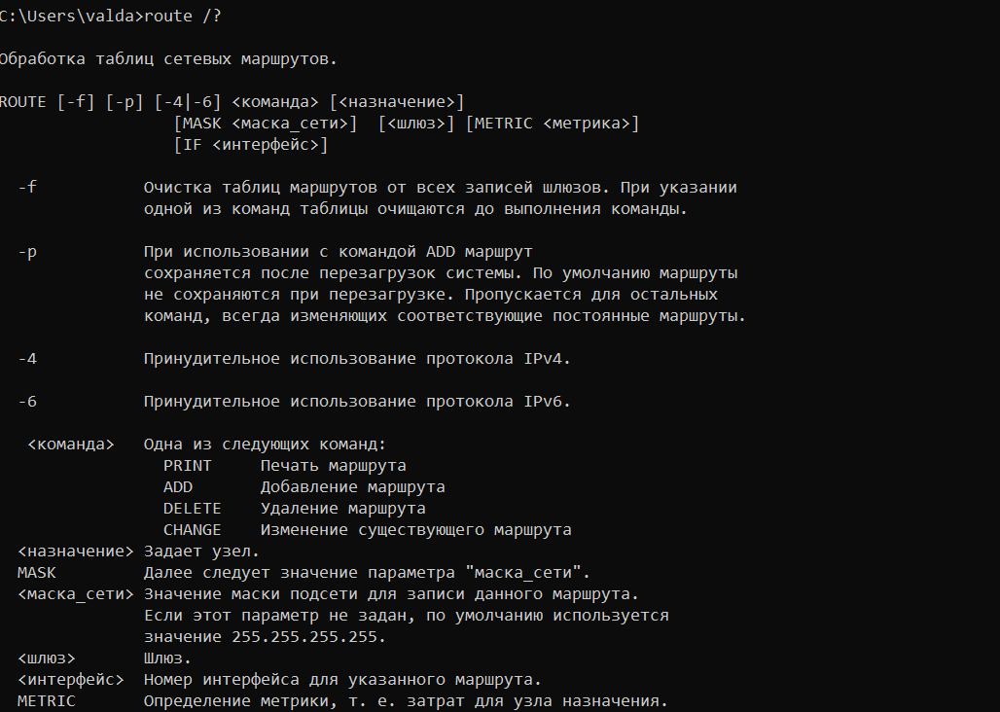 C:\Users\valda>route /?
Обработка таблиц сетевых маршрутов.
ROUTE [-f] [-p] [-4|-6] <команда> [<назначение>]
[MASK <маска_сети>]  [<шлюз>] [METRIC <метрика>]
[IF <интерфейс>]
-f           Очистка таблиц маршрутов от всех записей шлюзов. При указании
одной из команд таблицы очищаются до выполнения команды.
-p           При использовании с командой ADD маршрут
сохраняется после перезагрузок системы. По умолчанию маршруты
не сохраняются при перезагрузке. Пропускается для остальных
команд, всегда изменяющих соответствующие постоянные маршруты.
-4           Принудительное использование протокола IPv4.
-6           Принудительное использование протокола IPv6.
<команда>   Одна из следующих команд:
PRINT     Печать маршрута
ADD       Добавление маршрута
DELETE    Удаление маршрута
CHANGE    Изменение существующего маршрута
<назначение> Задает узел.
MASK         Далее следует значение параметра "маска_сети".
<маска_сети> Значение маски подсети для записи данного маршрута.
Если этот параметр не задан, по умолчанию используется
значение 255.255.255.255.
<шлюз>       Шлюз.
<интерфейс>  Номер интерфейса для указанного маршрута.
METRIC       Определение метрики, т. е. затрат для узла назначения.